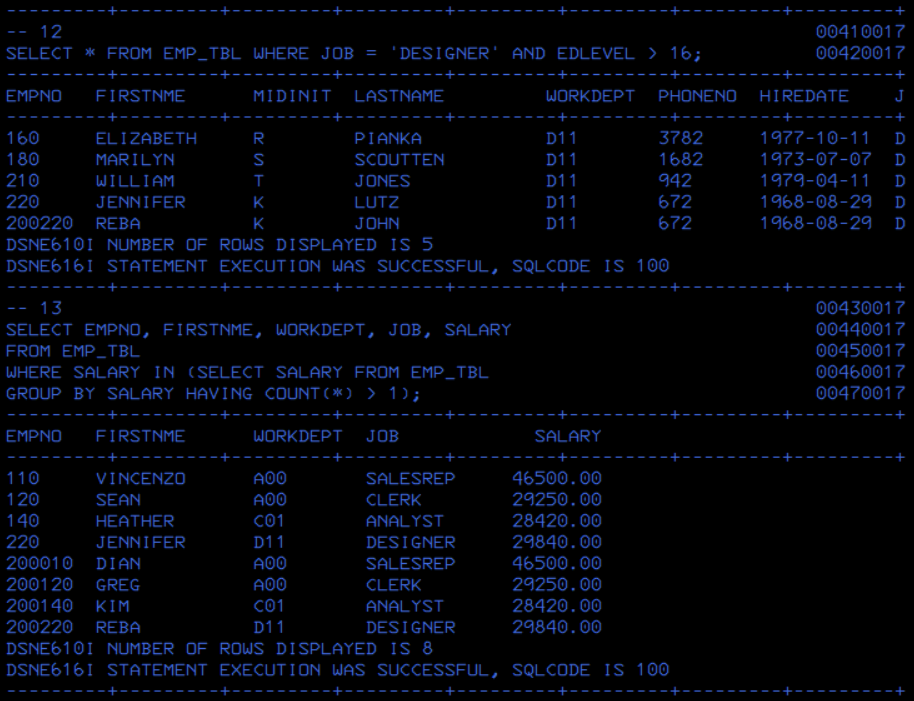 ---------+---------+---------+---------+---------+---------+---------+---------+
-- 12                                                                   00410017
SELECT * FROM EMP_TBL WHERE JOB = 'DESIGNER' AND EDLEVEL > 16;          00420017
---------+---------+---------+---------+---------+---------+---------+---------+
EMPNO   FIRSTNME      MIDINIT  LASTNAME         WORKDEPT  PHONENO  HIREDATE    J
---------+---------+---------+---------+---------+---------+---------+---------+
160     ELIZABETH     R        PIANKA           D11       3782     1977-10-11  D
180     MARILYN       S        SCOUTTEN         D11       1682     1973-07-07  D
210     WILLIAM       T        JONES            D11       942      1979-04-11  D
220     JENNIFER      K        LUTZ             D11       672      1968-08-29  D
200220  REBA          K        JOHN             D11       672      1968-08-29  D
DSNE610I NUMBER OF ROWS DISPLAYED IS 5
DSNE616I STATEMENT EXECUTION WAS SUCCESSFUL, SQLCODE IS 100
---------+---------+---------+---------+---------+---------+---------+---------+
-- 13                                                                   00430017
SELECT EMPNO, FIRSTNME, WORKDEPT, JOB, SALARY                           00440017
FROM EMP_TBL                                                            00450017
WHERE SALARY IN (SELECT SALARY FROM EMP_TBL                             00460017
GROUP BY SALARY HAVING COUNT(*) > 1);                                   00470017
---------+---------+---------+---------+---------+---------+---------+---------+
EMPNO   FIRSTNME      WORKDEPT  JOB            SALARY
---------+---------+---------+---------+---------+---------+---------+---------+
110     VINCENZO      A00       SALESREP     46500.00
120     SEAN          A00       CLERK        29250.00
140     HEATHER       C01       ANALYST      28420.00
220     JENNIFER      D11       DESIGNER     29840.00
200010  DIAN          A00       SALESREP     46500.00
200120  GREG          A00       CLERK        29250.00
200140  KIM           C01       ANALYST      28420.00
200220  REBA          D11       DESIGNER     29840.00
DSNE610I NUMBER OF ROWS DISPLAYED IS 8
DSNE616I STATEMENT EXECUTION WAS SUCCESSFUL, SQLCODE IS 100
---------+---------+---------+---------+---------+---------+---------+---------+